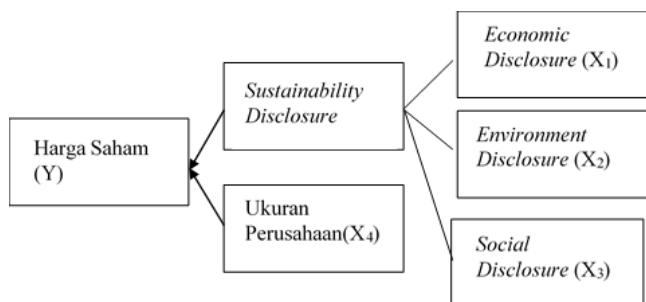 Harga Saham
(Y)
Sustainability
Disclosure
Ukuran
Perusahaan(X₄)
Economic
Disclosure (X₁)
Environment
Disclosure (X₂)
Social
Disclosure (X₃)